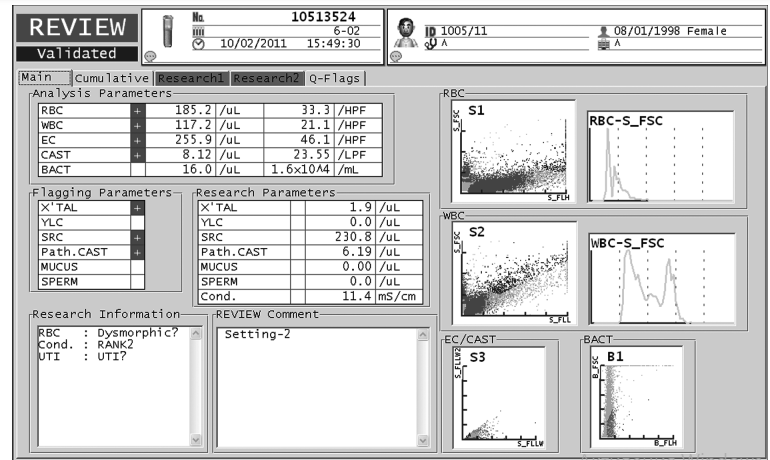 REVIEW
Validated
No. 10513524
6-02
10/02/2011 15:49:30
ID 1005/11
08/01/1998 Female
Main Cumulative Research1 Research2 Q-Flags
Analysis Parameters
RBC + 185.2 /uL 33.3 /HPF
WBC + 117.2 /uL 21.1 /HPF
EC + 255.9 /uL 46.1 /HPF
CAST + 8.12 /uL 23.55 /LPF
BACT 16.0 /uL 1.6x10^4 /mL
Flagging Parameters
X'TAL +
YLC
SRC +
Path.CAST +
MUCUS
SPERM
Research Parameters
X'TAL 1.9 /uL
YLC 0.0 /uL
SRC 230.8 /uL
Path.CAST 6.19 /uL
MUCUS 0.00 /uL
SPERM 0.0 /uL
Cond. 11.4 mS/cm
Research Information
RBC : Dysmorphic?
Cond. : RANK2
UTI : UTI?
REVIEW Comment
Setting-2
RBC
S1
S_FSC
S_FLH
RBC-S_FSC
WBC
S2
S_FSC
S_FLL
WBC-S_FSC
EC/CAST
S3
S_FLLW2
S_FLLW
BACT
B1
B_FSC
B_FLH